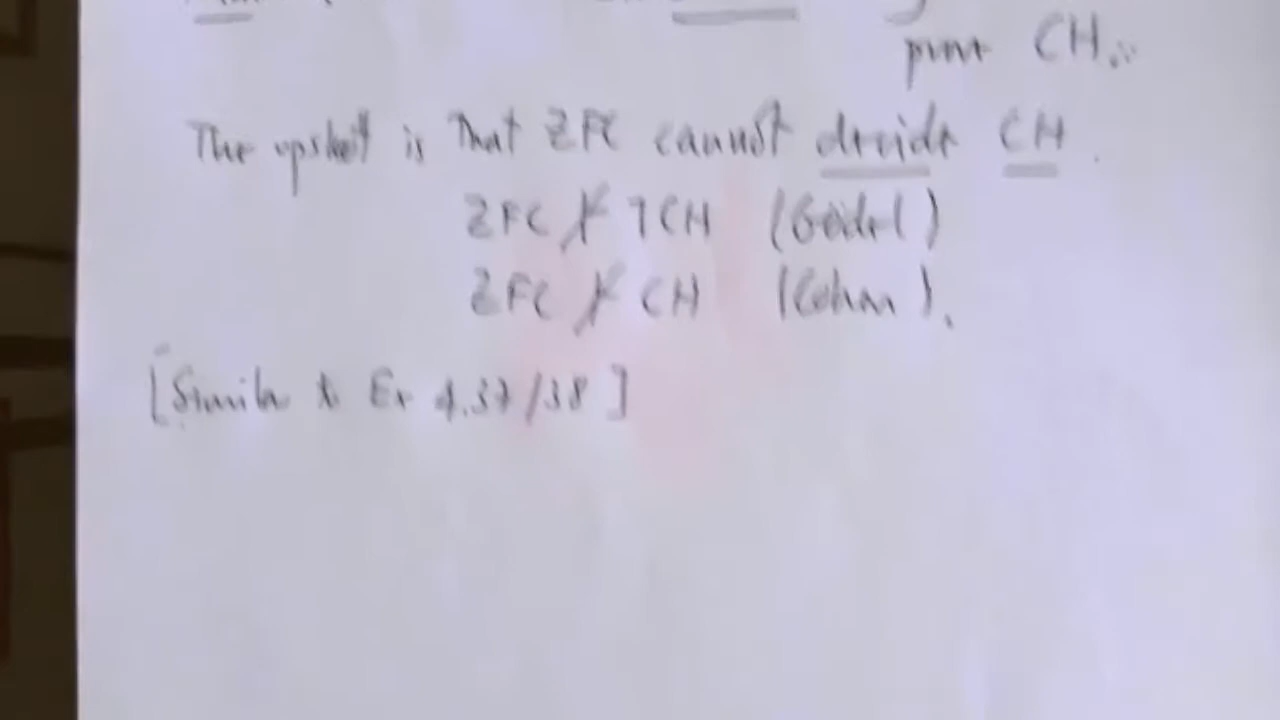 prove CH.
The upshot is that ZFC cannot decide CH.
ZFC ⊬ ¬CH (Gödel)
ZFC ⊬ CH (Cohen).
[Similar to Ex 4.37/38]